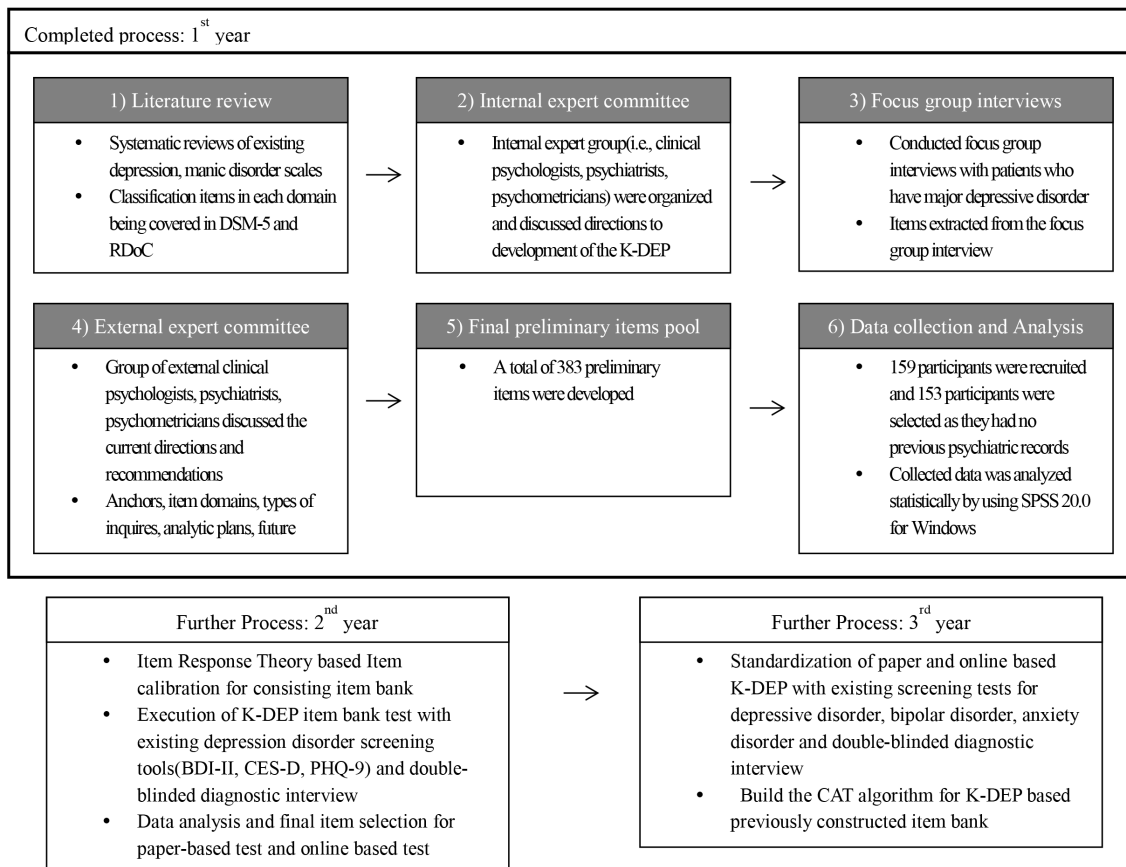 Completed process: 1st year
1) Literature review
• Systematic reviews of existing
depression, manic disorder scales
• Classification items in each domain
being covered in DSM-5 and
RDoC
2) Internal expert committee
• Internal expert group(i.e., clinical
psychologists, psychiatrists,
psychometricians) were organized
and discussed directions to
development of the K-DEP
3) Focus group interviews
• Conducted focus group
interviews with patients who
have major depressive disorder
• Items extracted from the focus
group interview
4) External expert committee
• Group of external clinical
psychologists, psychiatrists,
psychometricians discussed the
current directions and
recommendations
• Anchors, item domains, types of
inquires, analytic plans, future
5) Final preliminary items pool
• A total of 383 preliminary
items were developed
6) Data collection and Analysis
• 159 participants were recruited
and 153 participants were
selected as they had no
previous psychiatric records
• Collected data was analyzed
statistically by using SPSS 20.0
for Windows
Further Process: 2nd year
• Item Response Theory based Item
calibration for consisting item bank
• Execution of K-DEP item bank test with
existing depression disorder screening
tools(BDI-II, CES-D, PHQ-9) and double-
blinded diagnostic interview
• Data analysis and final item selection for
paper-based test and online based test
Further Process: 3rd year
• Standardization of paper and online based
K-DEP with existing screening tests for
depressive disorder, bipolar disorder, anxiety
disorder and double-blinded diagnostic
interview
• Build the CAT algorithm for K-DEP based
previously constructed item bank